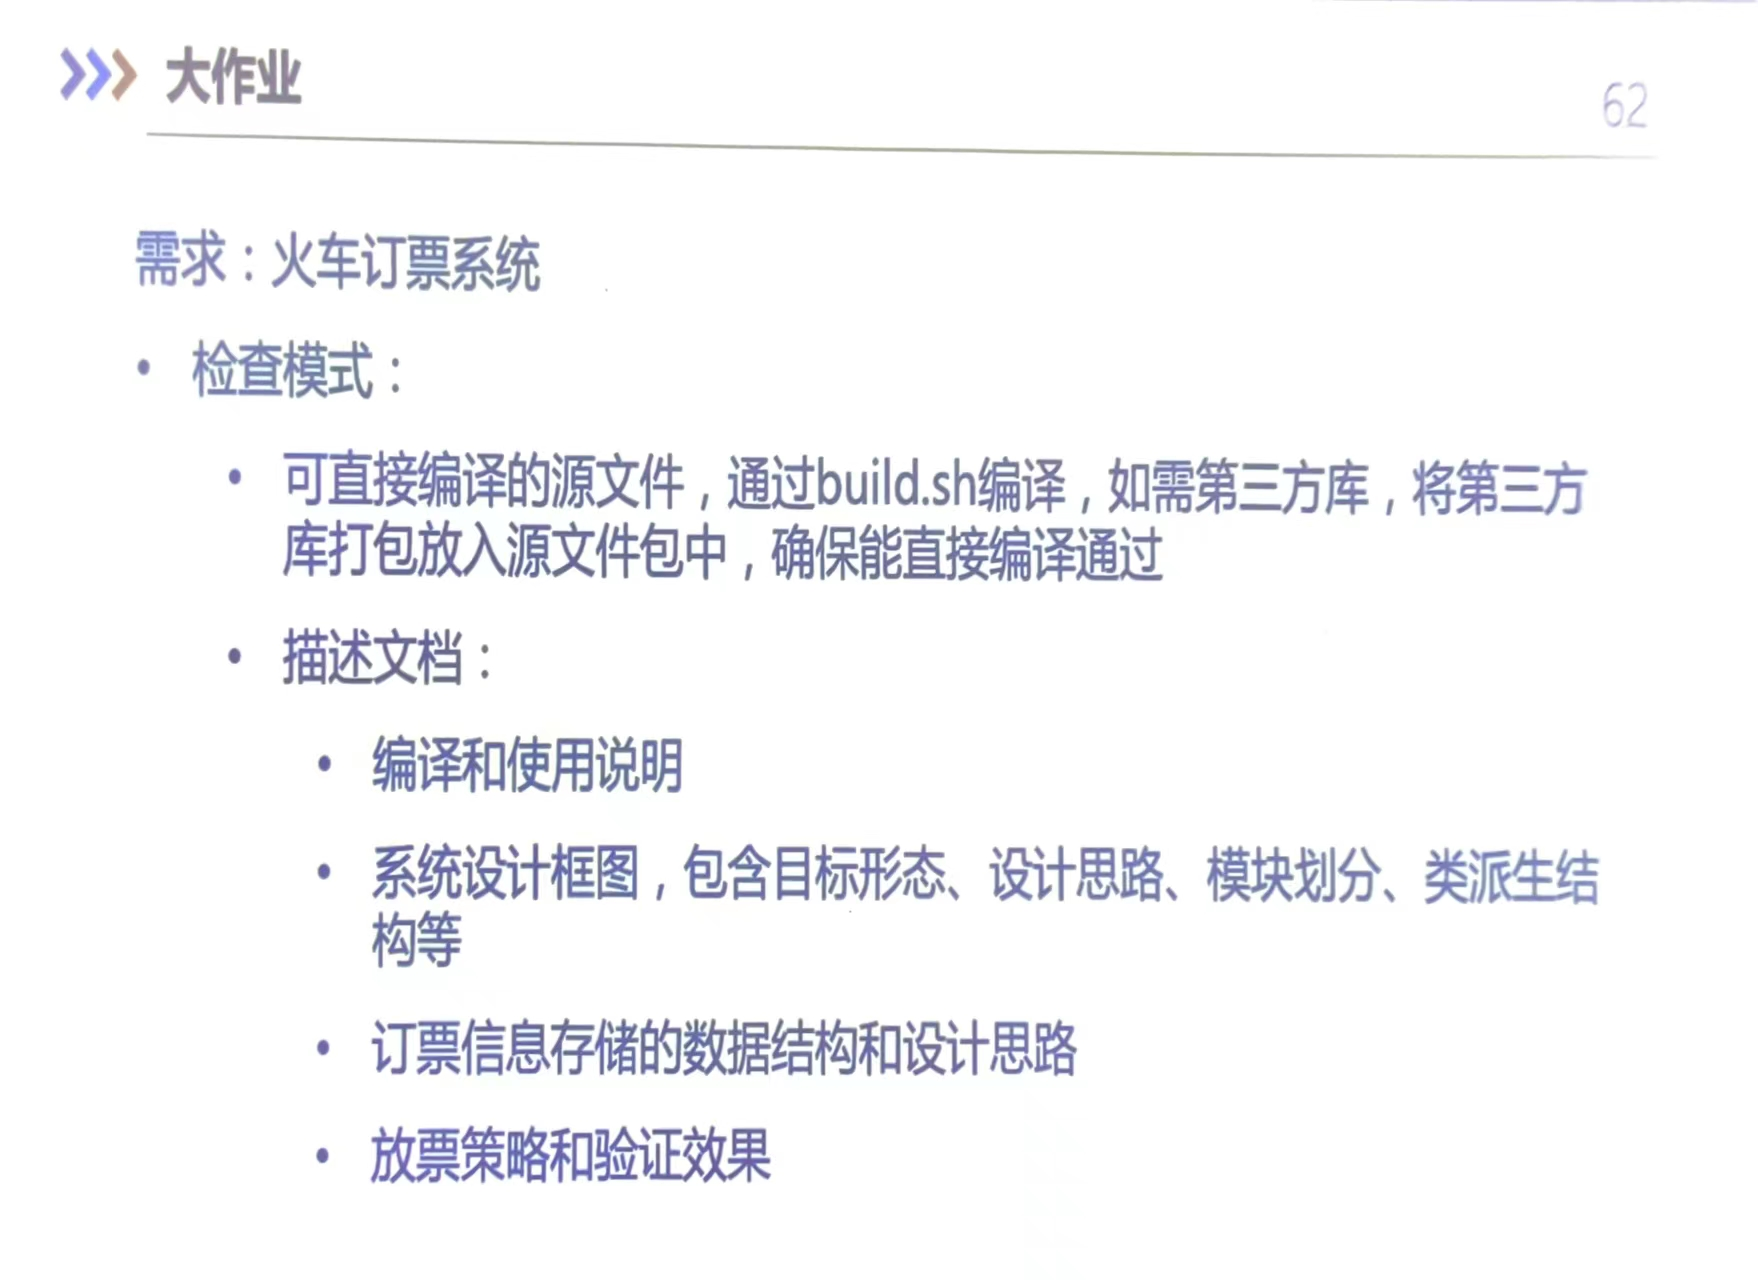 大作业
62
需求：火车订票系统
• 检查模式：
• 可直接编译的源文件，通过build.sh编译，如需第三方库，将第三方
库打包放入源文件包中，确保能直接编译通过
• 描述文档：
• 编译和使用说明
• 系统设计框图，包含目标形态、设计思路、模块划分、类派生结
构等
• 订票信息存储的数据结构和设计思路
• 放票策略和验证效果